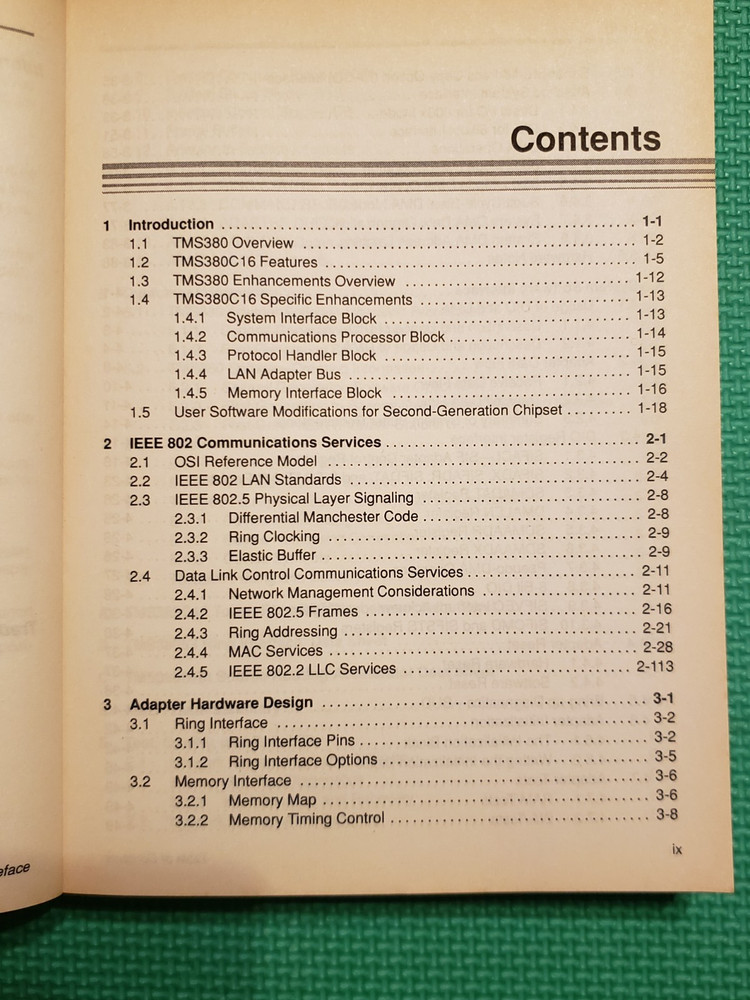 Contents
1 Introduction ........................................ 1-1
1.1 TMS380 Overview ........................................ 1-2
1.2 TMS380C16 Features ........................................ 1-5
1.3 TMS380 Enhancements Overview ........................................ 1-12
1.4 TMS380C16 Specific Enhancements ........................................ 1-13
1.4.1 System Interface Block ........................................ 1-13
1.4.2 Communications Processor Block ........................................ 1-14
1.4.3 Protocol Handler Block ........................................ 1-15
1.4.4 LAN Adapter Bus ........................................ 1-15
1.4.5 Memory Interface Block ........................................ 1-16
1.5 User Software Modifications for Second-Generation Chipset ......... 1-18
2 IEEE 802 Communications Services ........................................ 2-1
2.1 OSI Reference Model ........................................ 2-2
2.2 IEEE 802 LAN Standards ........................................ 2-4
2.3 IEEE 802.5 Physical Layer Signaling ........................................ 2-8
2.3.1 Differential Manchester Code ........................................ 2-8
2.3.2 Ring Clocking ........................................ 2-9
2.3.3 Elastic Buffer ........................................ 2-9
2.4 Data Link Control Communications Services ........................................ 2-11
2.4.1 Network Management Considerations ........................................ 2-11
2.4.2 IEEE 802.5 Frames ........................................ 2-16
2.4.3 Ring Addressing ........................................ 2-21
2.4.4 MAC Services ........................................ 2-28
2.4.5 IEEE 802.2 LLC Services ........................................ 2-113
3 Adapter Hardware Design ........................................ 3-1
3.1 Ring Interface ........................................ 3-2
3.1.1 Ring Interface Pins ........................................ 3-2
3.1.2 Ring Interface Options ........................................ 3-5
3.2 Memory Interface ........................................ 3-6
3.2.1 Memory Map ........................................ 3-6
3.2.2 Memory Timing Control ........................................ 3-8
ix
eface